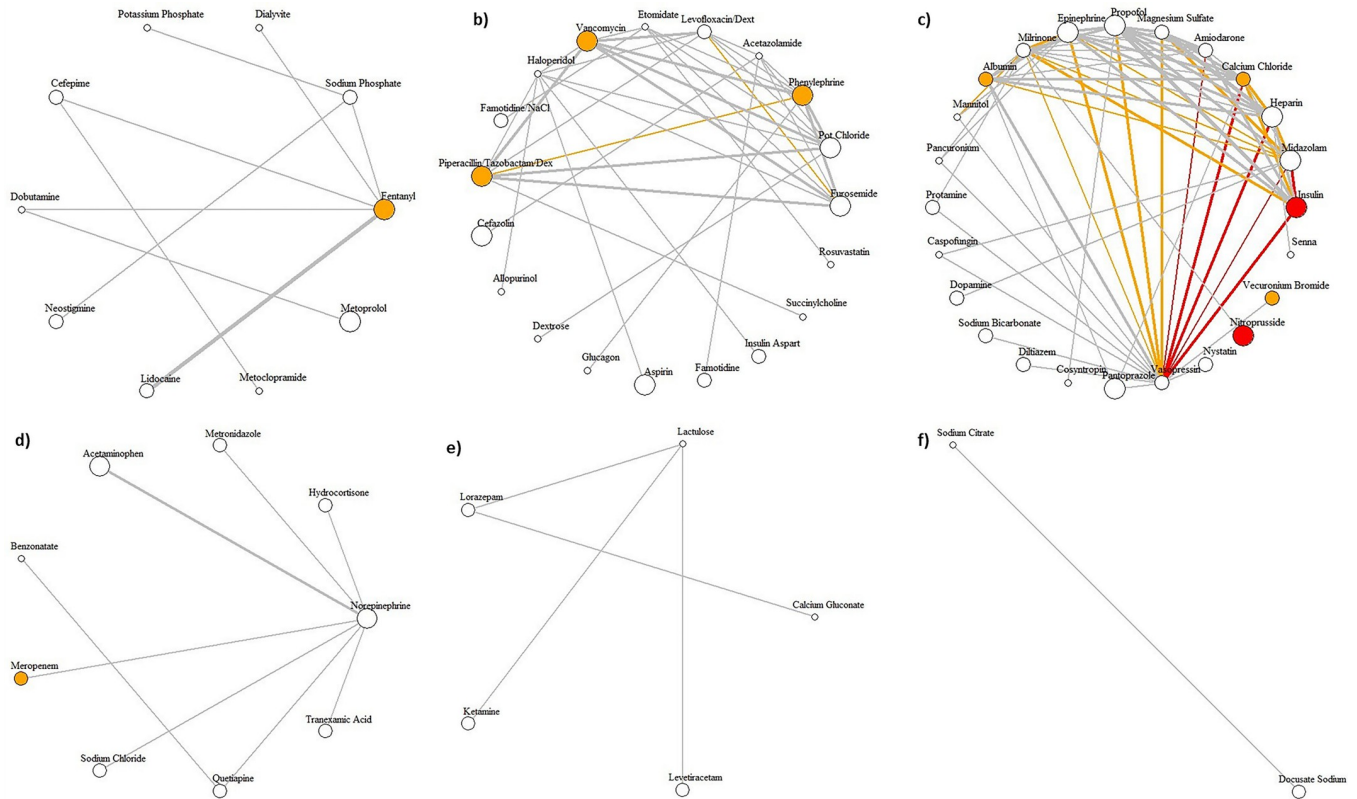 Potassium Phosphate
Dialyvite
Cefepime
Sodium Phosphate
Dobutamine
Fentanyl
Neostigmine
Metoprolol
Lidocaine
Metoclopramide
b)
Etomidate
Levofloxacin/Dext
Vancomycin
Acetazolamide
Haloperidol
Phenylephrine
Famotidine/NaCl
Pot Chloride
Piperacillin/Tazobactam/Dex
Furosemide
Cefazolin
Rosuvastatin
Allopurinol
Succinylcholine
Dextrose
Insulin Aspart
Glucagon
Famotidine
Aspirin
c)
Propofol
Epinephrine
Magnesium Sulfate
Milrinone
Amiodarone
Albumin
Calcium Chloride
Mannitol
Heparin
Pancuronium
Midazolam
Protamine
Insulin
Caspofungin
Senna
Dopamine
Vecuronium Bromide
Sodium Bicarbonate
Nitroprusside
Diltiazem
Nystatin
Cosyntropin
Vasopressin
Pantoprazole
d)
Metronidazole
Acetaminophen
Hydrocortisone
Benzonatate
Norepinephrine
Meropenem
Tranexamic Acid
Sodium Chloride
Quetiapine
e)
Lactulose
Lorazepam
Calcium Gluconate
Ketamine
Levetiracetam
f)
Sodium Citrate
Docusate Sodium